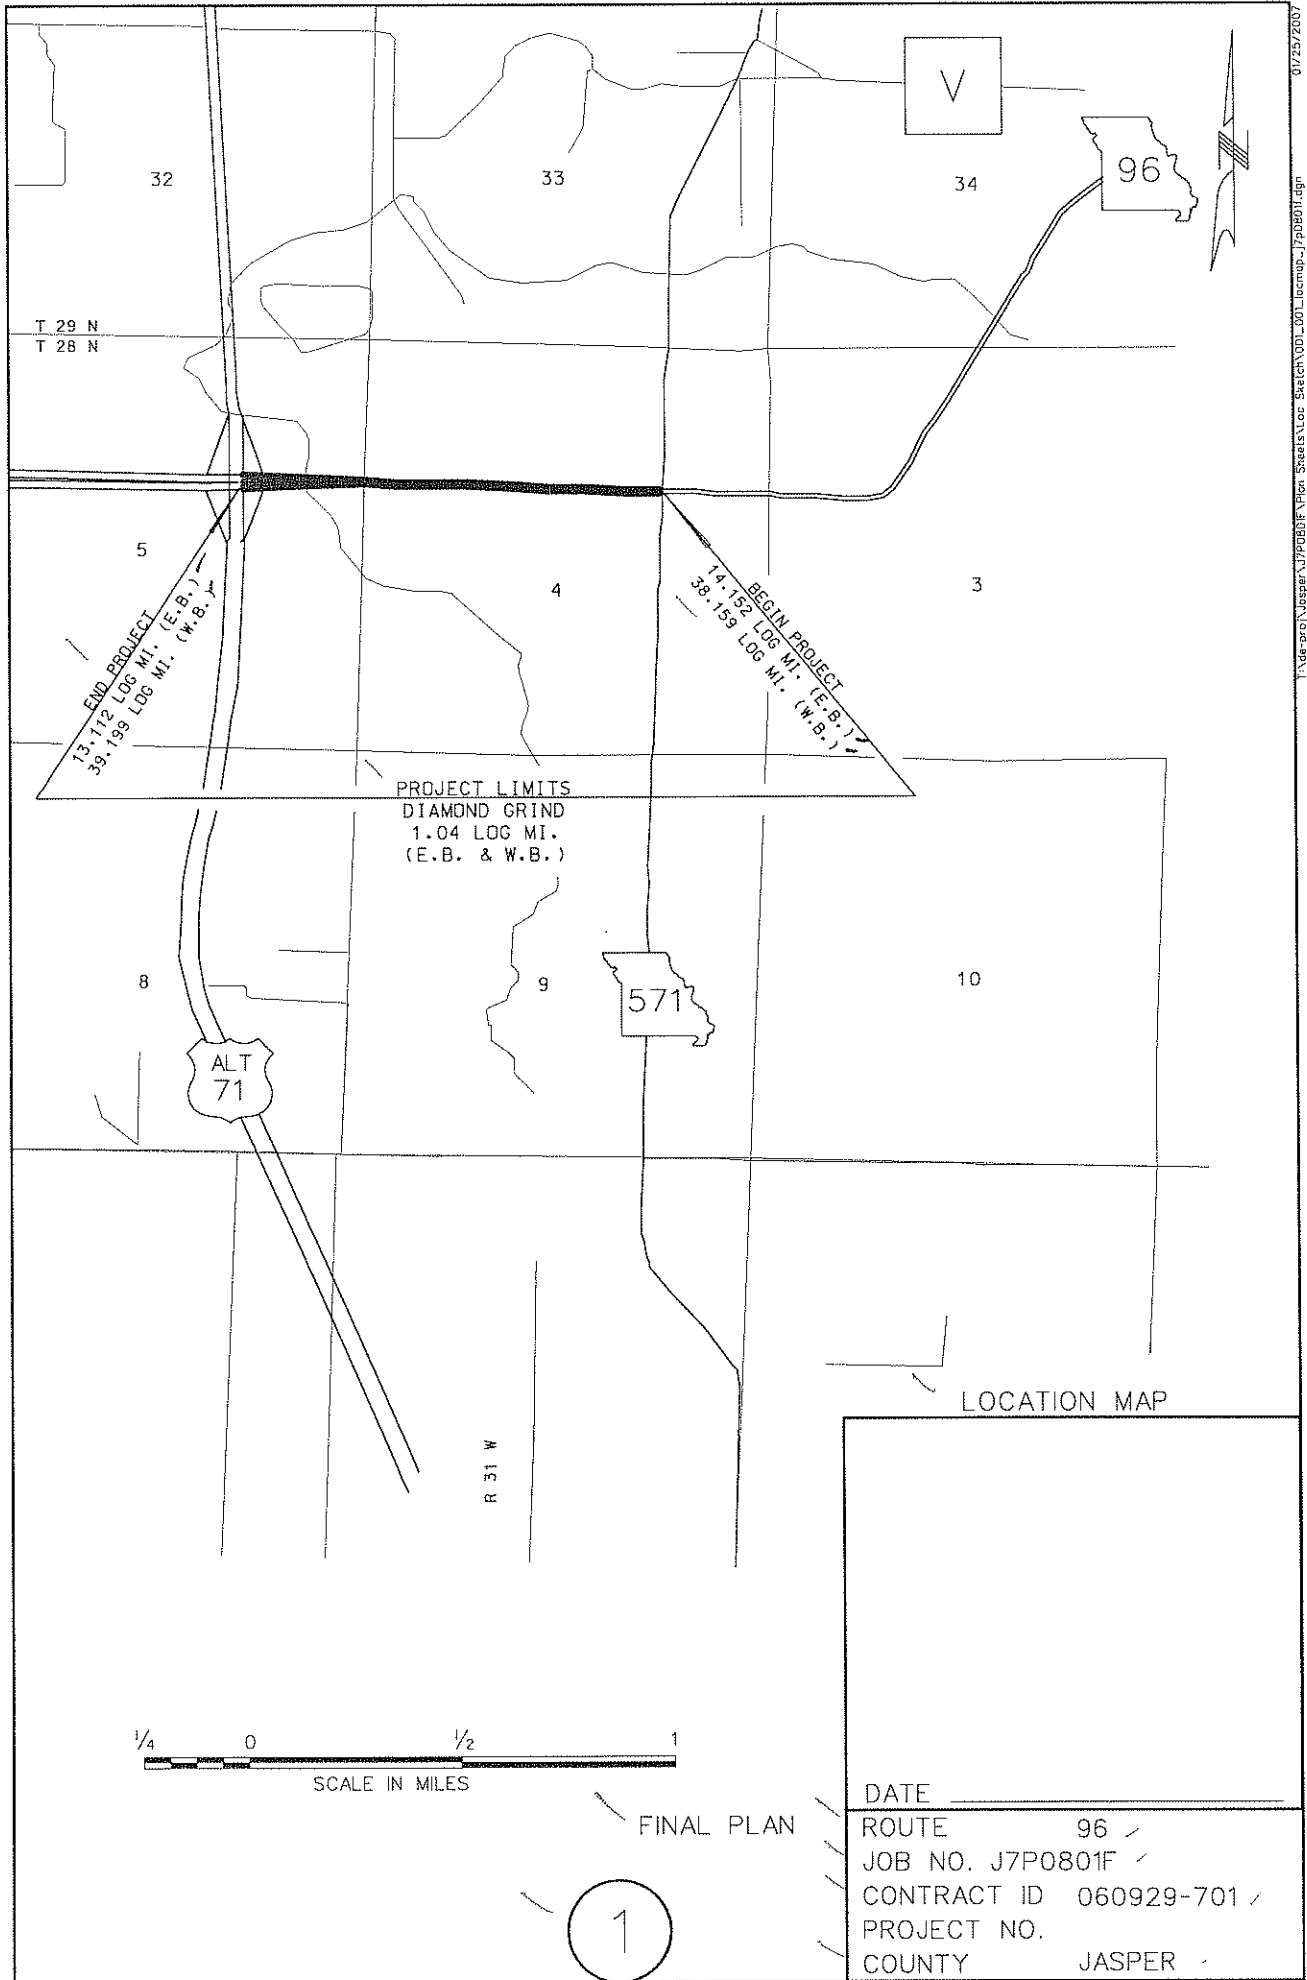 01/25/2007
V
96
32
33
34
T 29 N
T 28 N
5
4
3
END PROJECT
13.112 LOG MI. (E.B.)
39.199 LOG MI. (W.B.)
BEGIN PROJECT
14.152 LOG MI. (E.B.)
38.159 LOG MI. (W.B.)
PROJECT LIMITS
DIAMOND GRIND
1.04 LOG MI.
(E.B. & W.B.)
8
9
10
571
ALT
71
R 31 W
LOCATION MAP
1/4 0 1/2 1
SCALE IN MILES
FINAL PLAN
1
DATE
ROUTE 96
JOB NO. J7P0801F
CONTRACT ID 060929-701
PROJECT NO.
COUNTY JASPER